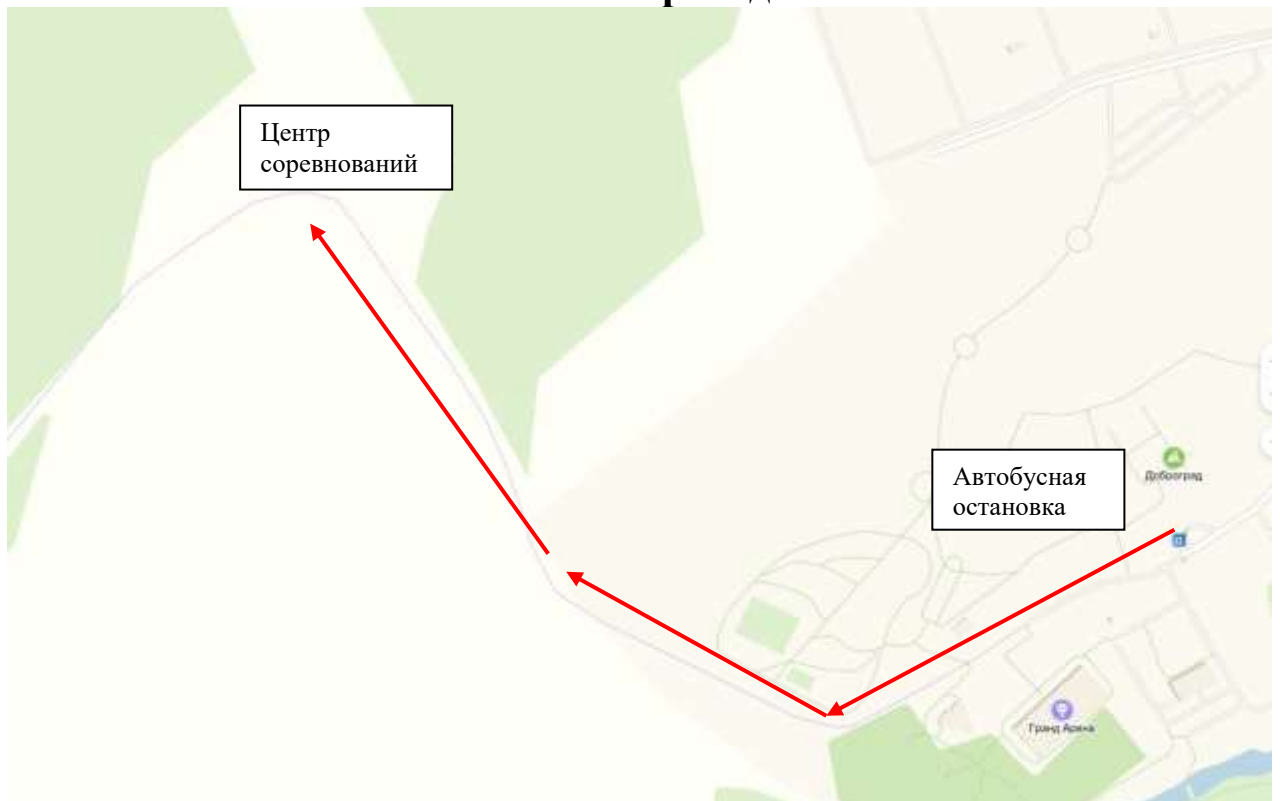 Центр
соревнований
Автобусная
остановка
Доброград
Гранд Арена